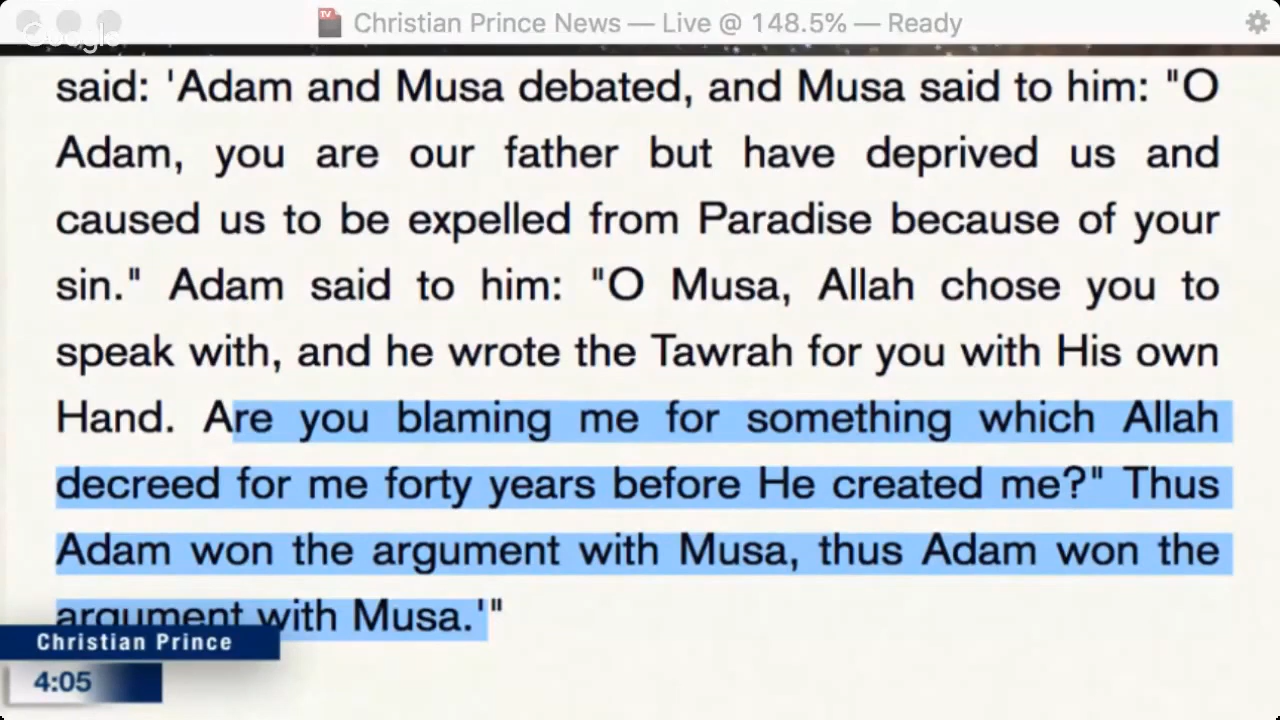 Christian Prince News — Live @ 148.5% — Ready
Google
said: 'Adam and Musa debated, and Musa said to him: "O
Adam, you are our father but have deprived us and
caused us to be expelled from Paradise because of your
sin." Adam said to him: "O Musa, Allah chose you to
speak with, and he wrote the Tawrah for you with His own
Hand. Are you blaming me for something which Allah
decreed for me forty years before He created me?" Thus
Adam won the argument with Musa, thus Adam won the
argument with Musa.'"
Christian Prince
4:05